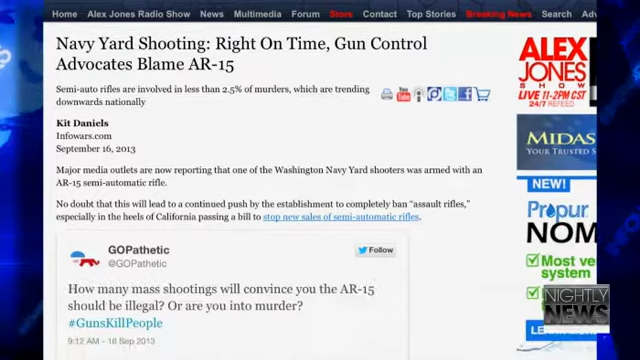 Home Alex Jones Radio Show News Multimedia Forum Store Contact Top Stories Breaking News Search Adv
Navy Yard Shooting: Right On Time, Gun Control
Advocates Blame AR-15
Semi-auto rifles are involved in less than 2.5% of murders, which are trending
downwards nationally
Kit Daniels
Infowars.com
September 16, 2013
Major media outlets are now reporting that one of the Washington Navy Yard shooters was armed with an
AR-15 semi-automatic rifle.
No doubt that this will lead to a continued push by the establishment to completely ban “assault rifles,”
especially in the heels of California passing a bill to stop new sales of semi-automatic rifles.
GOPathetic
@GOPathetic
Follow
How many mass shootings will convince you the AR-15
should be illegal? Or are you into murder?
#GunsKillPeople
9:12 AM - 16 Sep 2013
You
Tube
ALEX
JONES
SHOW
LIVE 11-2PM CST
24/7 REFEED
MIDAS
YOUR TRUSTED S
NEW!
Propur
NOW
Most ve
system
NIGHTLY
NEWS